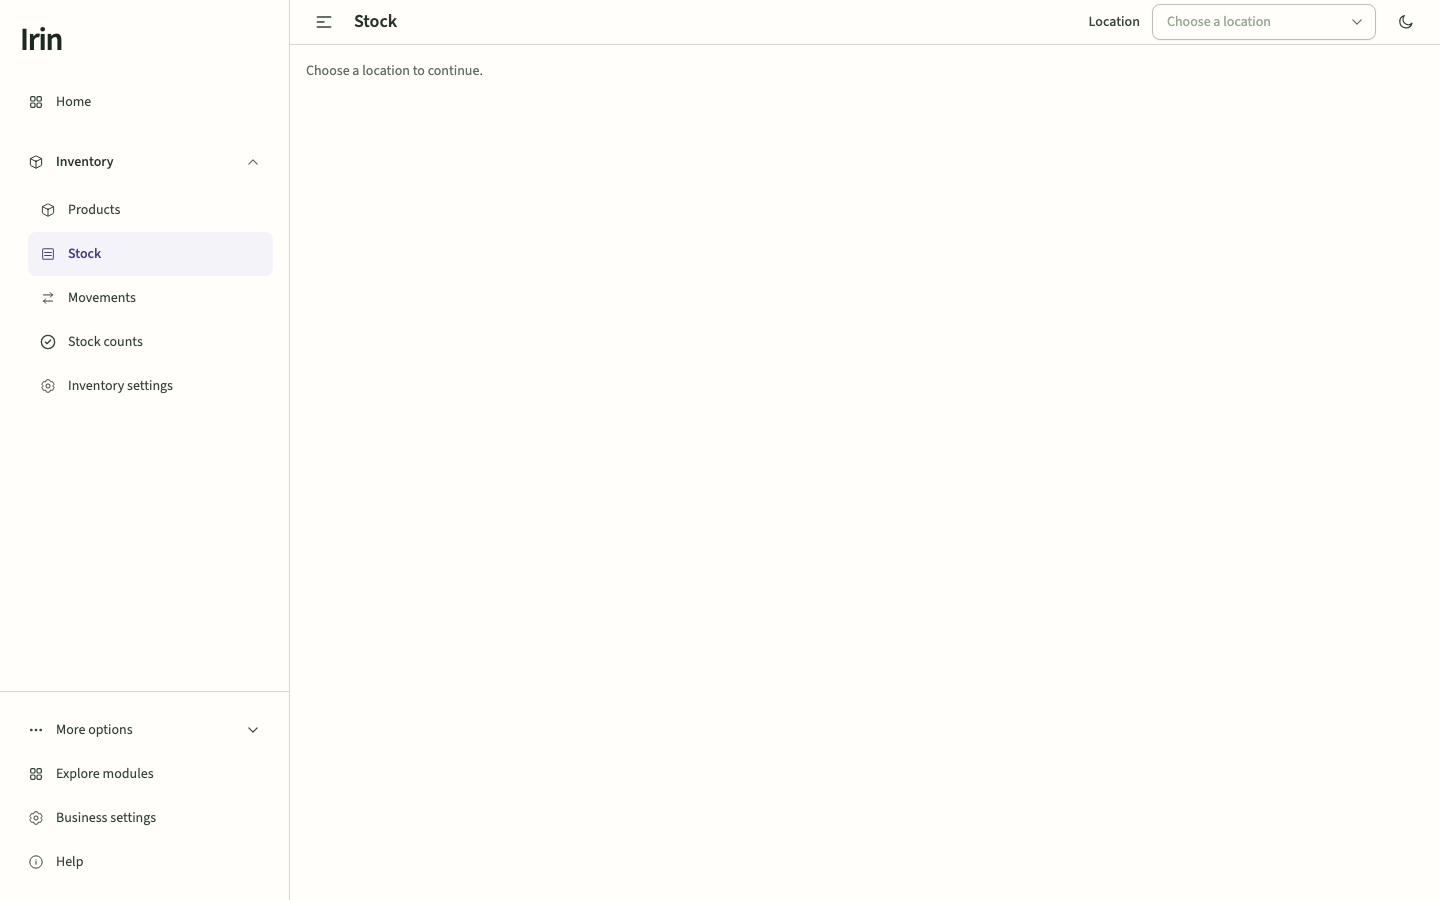 Irin
Home
Inventory
Products
Stock
Movements
Stock counts
Inventory settings
More options
Explore modules
Business settings
Help
Stock
Location
Choose a location
Choose a location to continue.